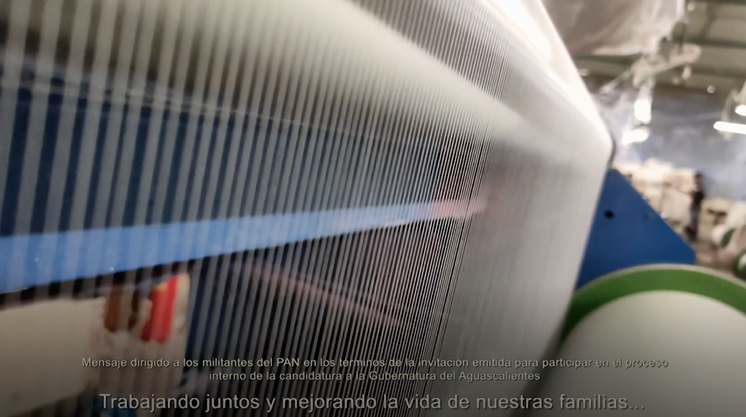 Mensaje dirigido a los militantes del PAN en los términos de la invitación emitida para participar en el proceso
interno de la candidatura a la Gubernatura del Aguascalientes
Trabajando juntos y mejorando la vida de nuestras familias...